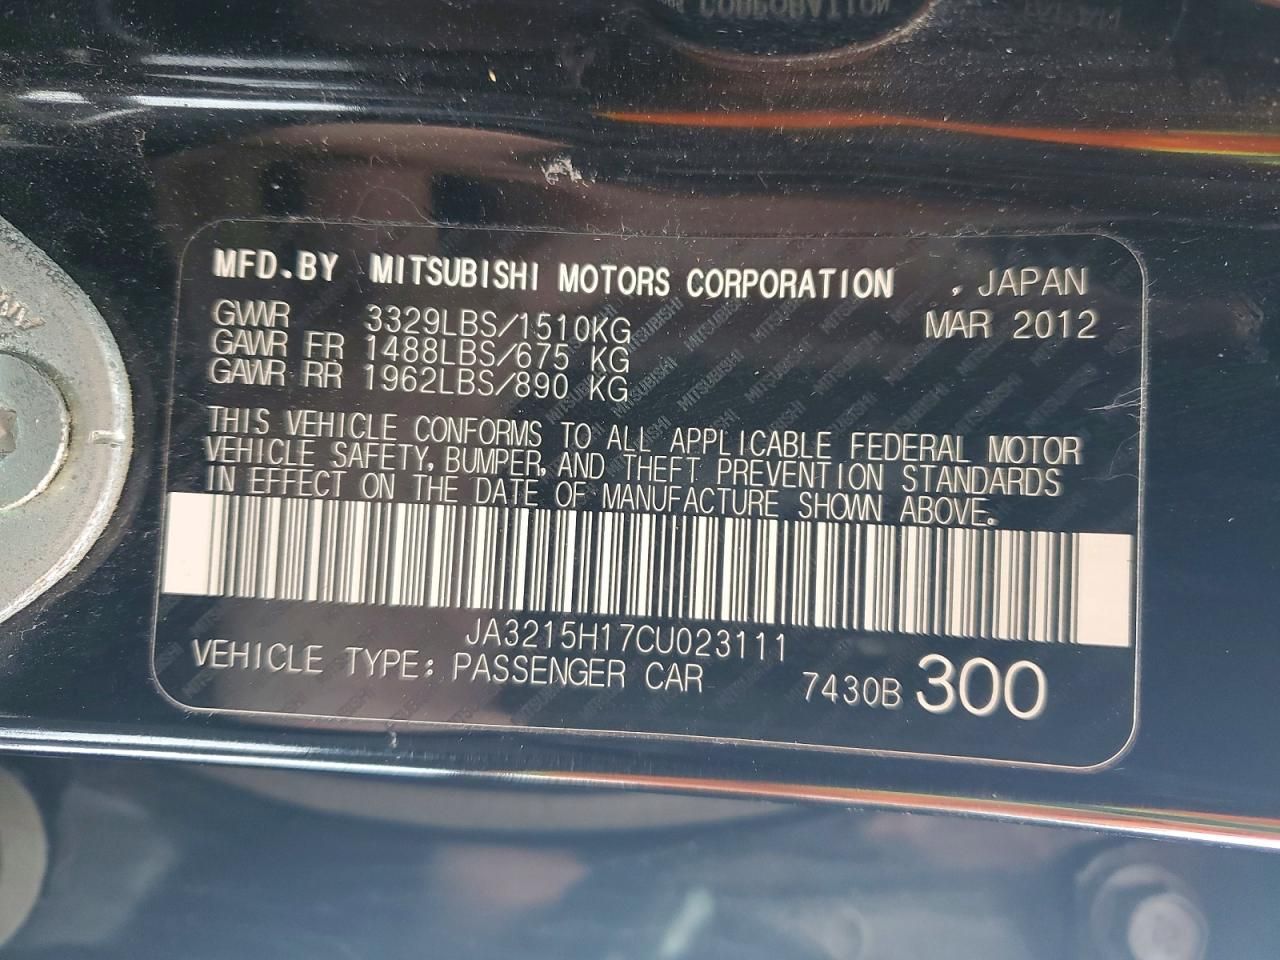 CORPORATION
MFD.BY MITSUBISHI MOTORS CORPORATION , JAPAN
GVWR 3329LBS/1510KG MAR 2012
GAWR FR 1488LBS/675 KG
GAWR RR 1962LBS/890 KG
THIS VEHICLE CONFORMS TO ALL APPLICABLE FEDERAL MOTOR
VEHICLE SAFETY, BUMPER, AND THEFT PREVENTION STANDARDS
IN EFFECT ON THE DATE OF MANUFACTURE SHOWN ABOVE.
JA3215H17CU023111
VEHICLE TYPE: PASSENGER CAR 7430B 300